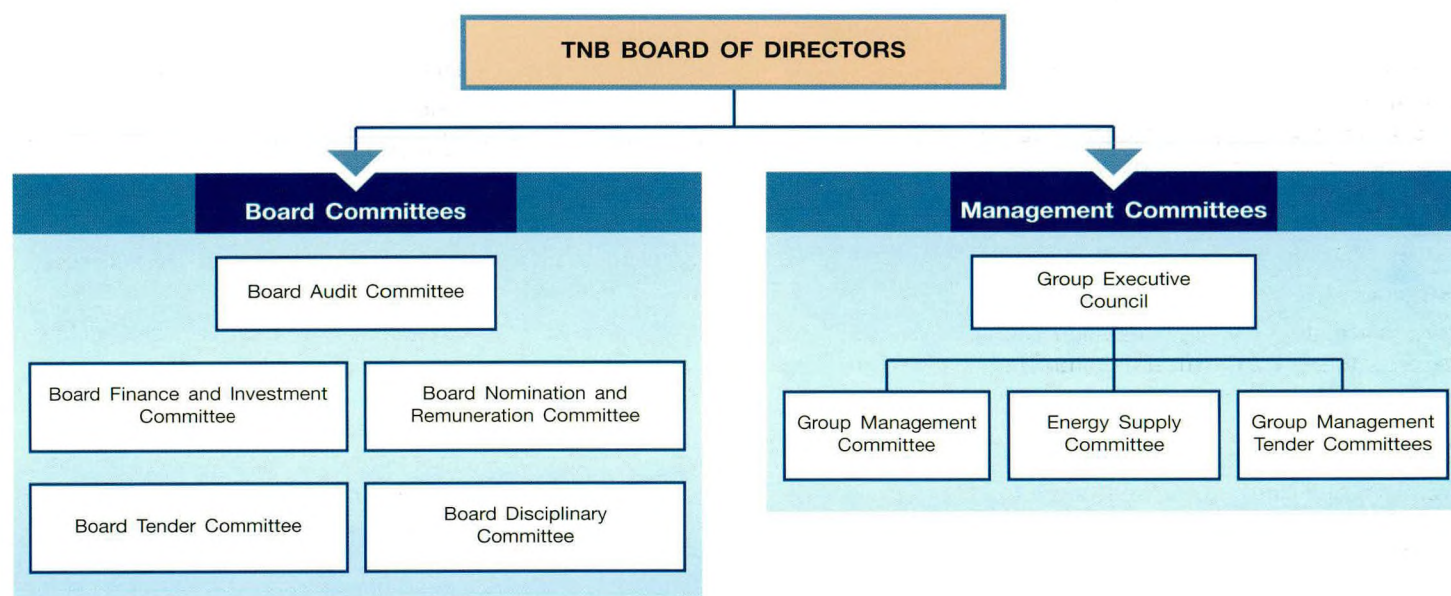 TNB BOARD OF DIRECTORS
Board Committees
Board Audit Committee
Board Finance and Investment
Committee
Board Nomination and
Remuneration Committee
Board Tender Committee
Board Disciplinary
Committee
Management Committees
Group Executive
Council
Group Management
Committee
Energy Supply
Committee
Group Management
Tender Committees